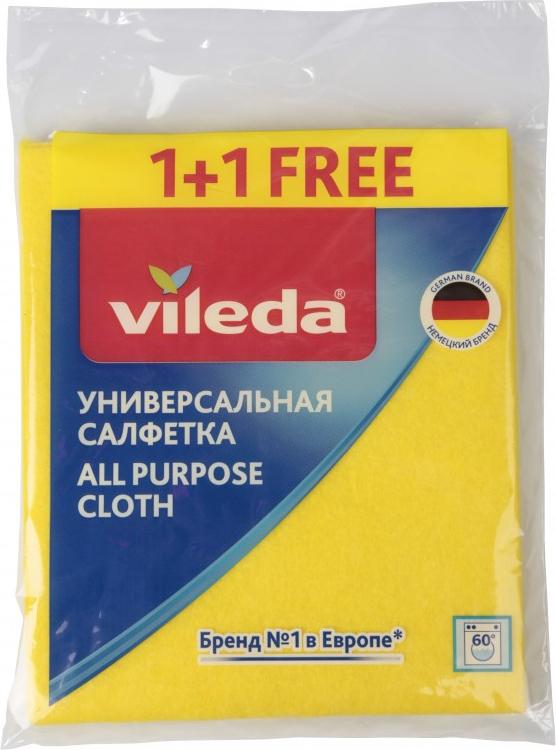 1+1 FREE
vileda®
GERMAN BRAND
НЕМЕЦКИЙ БРЕНД
УНИВЕРСАЛЬНАЯ
САЛФЕТКА
ALL PURPOSE
CLOTH
Бренд №1 в Европе*
60°